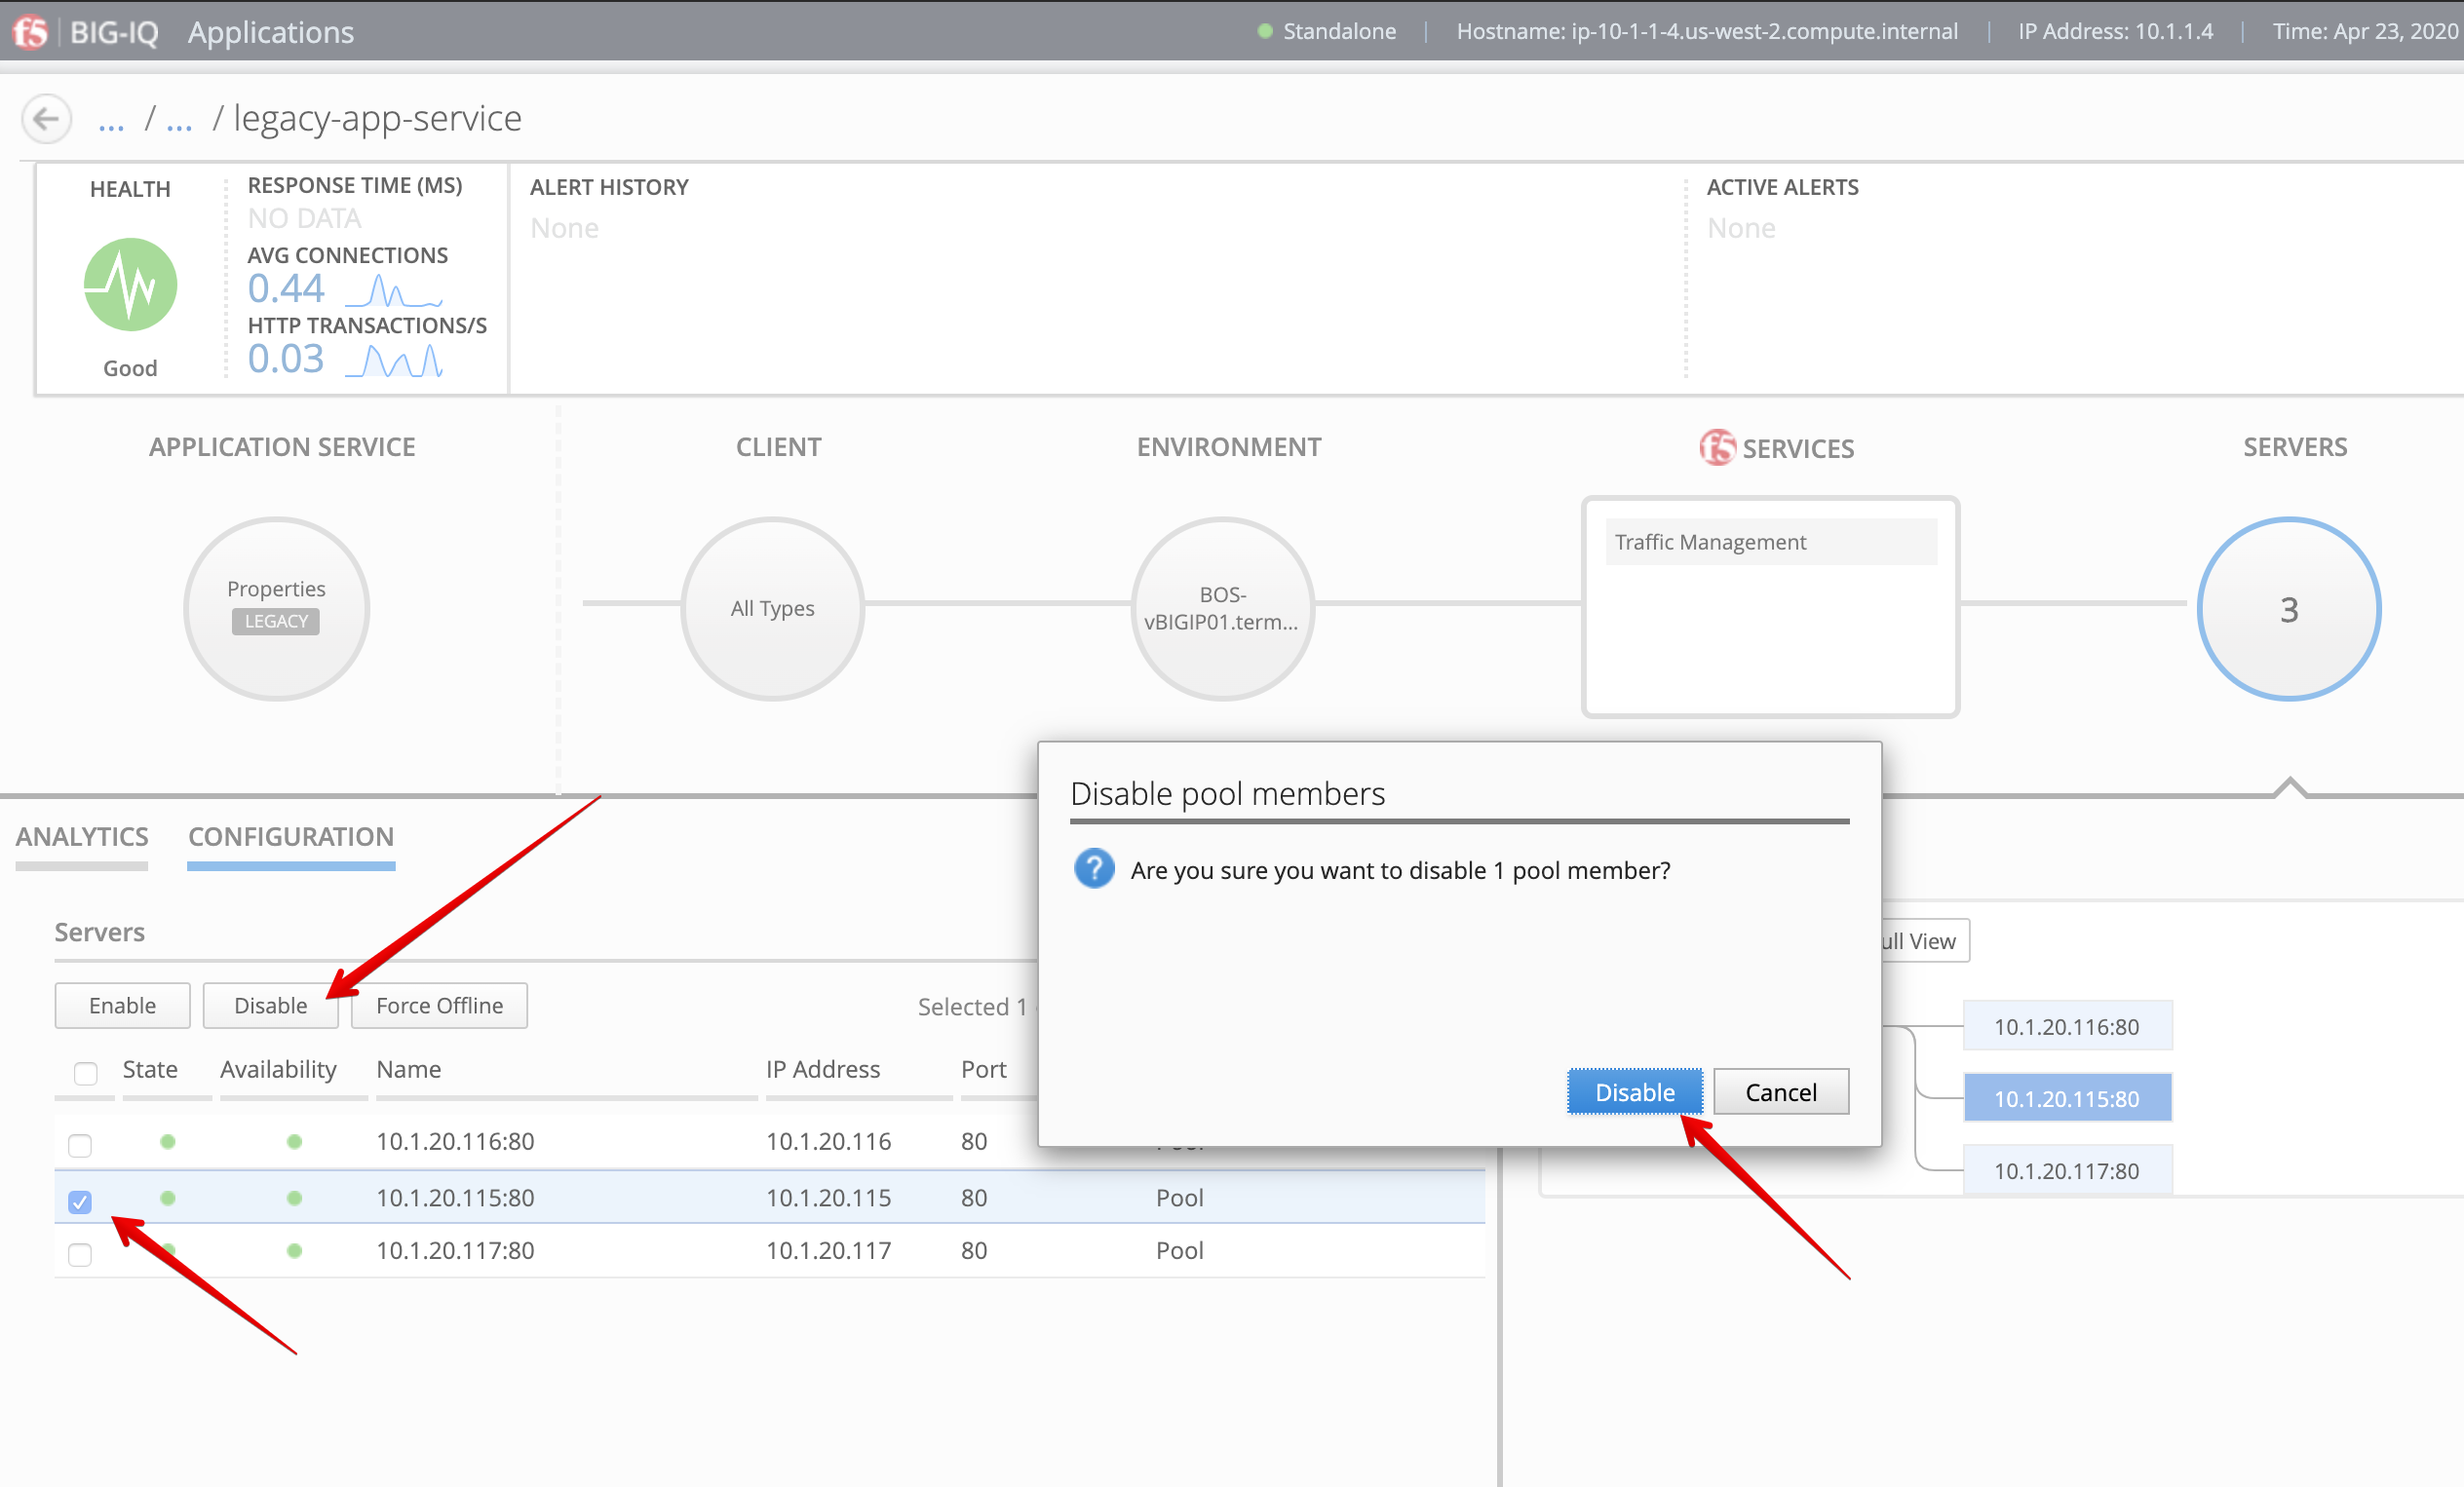 f5 BIG-IQ Applications Standalone Hostname: ip-10-1-1-4.us-west-2.compute.internal IP Address: 10.1.1.4 Time: Apr 23, 2020
... / ... / legacy-app-service
HEALTH
Good
RESPONSE TIME (MS)
NO DATA
AVG CONNECTIONS
0.44
HTTP TRANSACTIONS/S
0.03
ALERT HISTORY
None
ACTIVE ALERTS
None
APPLICATION SERVICE CLIENT ENVIRONMENT f5 SERVICES SERVERS
Properties
LEGACY
All Types
BOS-
vBIGIP01.term...
Traffic Management
3
ANALYTICS CONFIGURATION
Disable pool members
? Are you sure you want to disable 1 pool member?
Disable Cancel
Servers
Enable Disable Force Offline Selected 1
State Availability Name IP Address Port
10.1.20.116:80 10.1.20.116 80
10.1.20.115:80 10.1.20.115 80 Pool
10.1.20.117:80 10.1.20.117 80 Pool
View
10.1.20.116:80
10.1.20.115:80
10.1.20.117:80